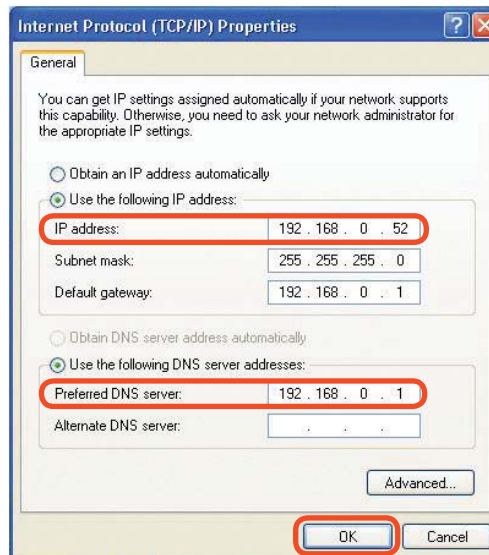 Internet Protocol (TCP/IP) Properties
General
You can get IP settings assigned automatically if your network supports
this capability. Otherwise, you need to ask your network administrator for
the appropriate IP settings.
Obtain an IP address automatically
Use the following IP address:
IP address: 192 . 168 . 0 . 52
Subnet mask: 255 . 255 . 255 . 0
Default gateway: 192 . 168 . 0 . 1
Obtain DNS server address automatically
Use the following DNS server addresses:
Preferred DNS server: 192 . 168 . 0 . 1
Alternate DNS server: . . .
Advanced...
OK Cancel